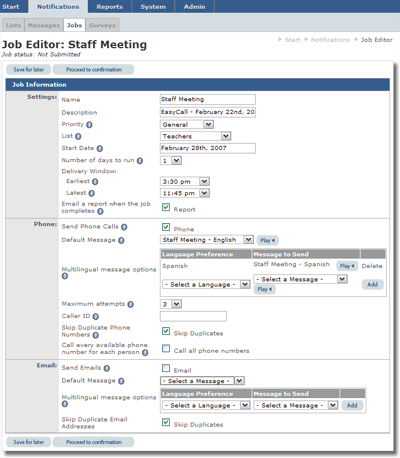 Start Notifications Reports System Admin
Lists Messages Jobs Surveys
Job Editor: Staff Meeting
Start Notifications Job Editor
Job status: Not Submitted
Save for later Proceed to confirmation
Job Information
Settings:
Name Staff Meeting
Description EasyCall - February 22nd, 20
Priority General
List Teachers
Start Date February 28th, 2007
Number of days to run 1
Delivery Window:
Earliest 3:30 pm
Latest 11:45 pm
Email a report when the job
completes Report
Phone:
Send Phone Calls Phone
Default Message Staff Meeting - English Play
Language Preference Message to Send
Spanish Staff Meeting - Spanish Play Delete
Multilingual message options
- Select a Language - - Select a Message - Play Add
Maximum attempts 3
Caller ID
Skip Duplicate Phone
Numbers Skip Duplicates
Call every available phone
number for each person Call all phone numbers
Email:
Send Emails Email
Default Message - Select a Message -
Language Preference Message to Send
Multilingual message options - Select a Language - - Select a Message - Add
Skip Duplicate Email
Addresses Skip Duplicates
Save for later Proceed to confirmation